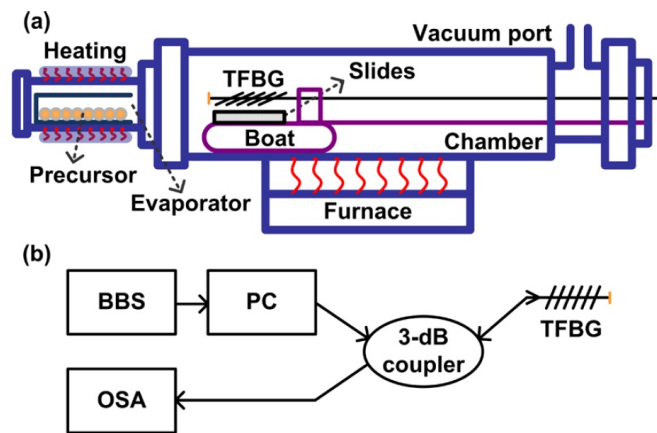 (a)
Heating
Vacuum port
TFBG
Slides
Boat
Chamber
Precursor
Evaporator
Furnace
(b)
BBS
PC
3-dB
coupler
TFBG
OSA